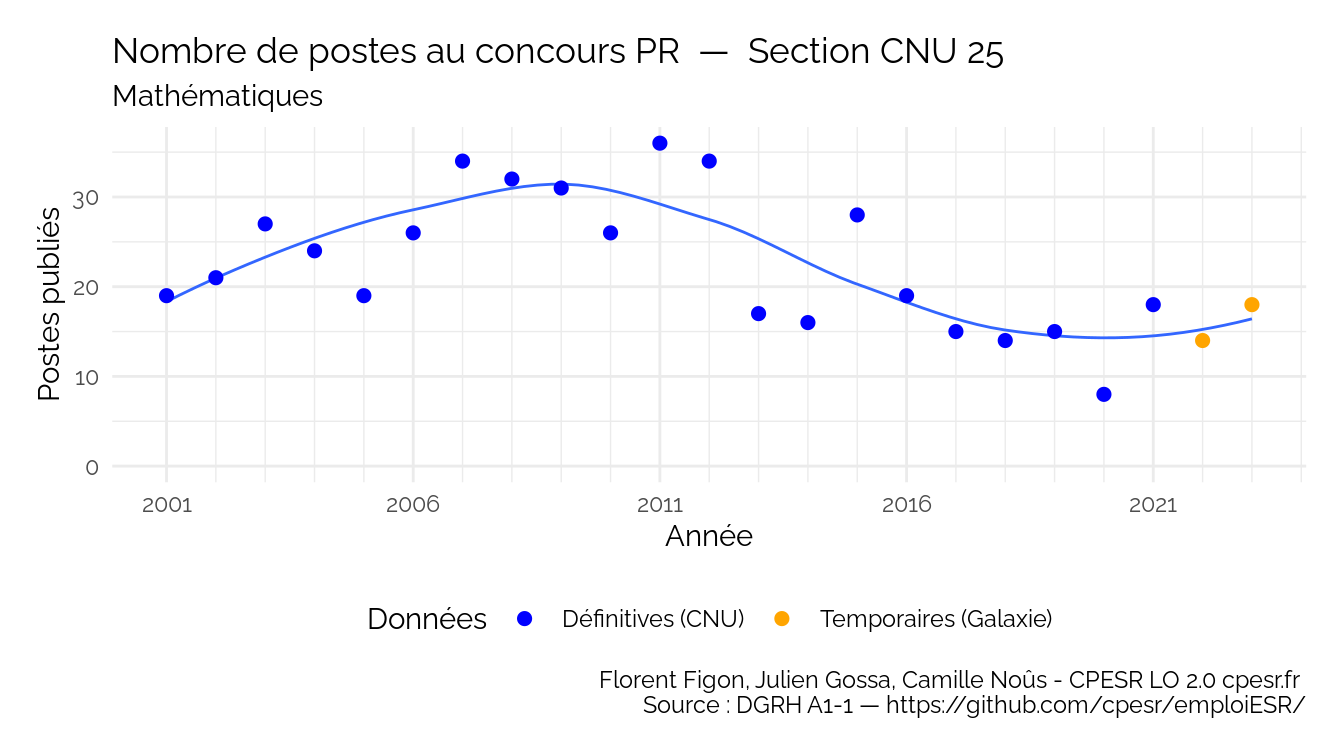 Nombre de postes au concours PR — Section CNU 25
Mathématiques
Postes publiés
30
20
10
0
2001 2006 2011 2016 2021
Année
Données Définitives (CNU) Temporaires (Galaxie)
Florent Figon, Julien Gossa, Camille Noûs - CPESR LO 2.0 cpesr.fr
Source : DGRH A1-1 — https://github.com/cpesr/emploiESR/